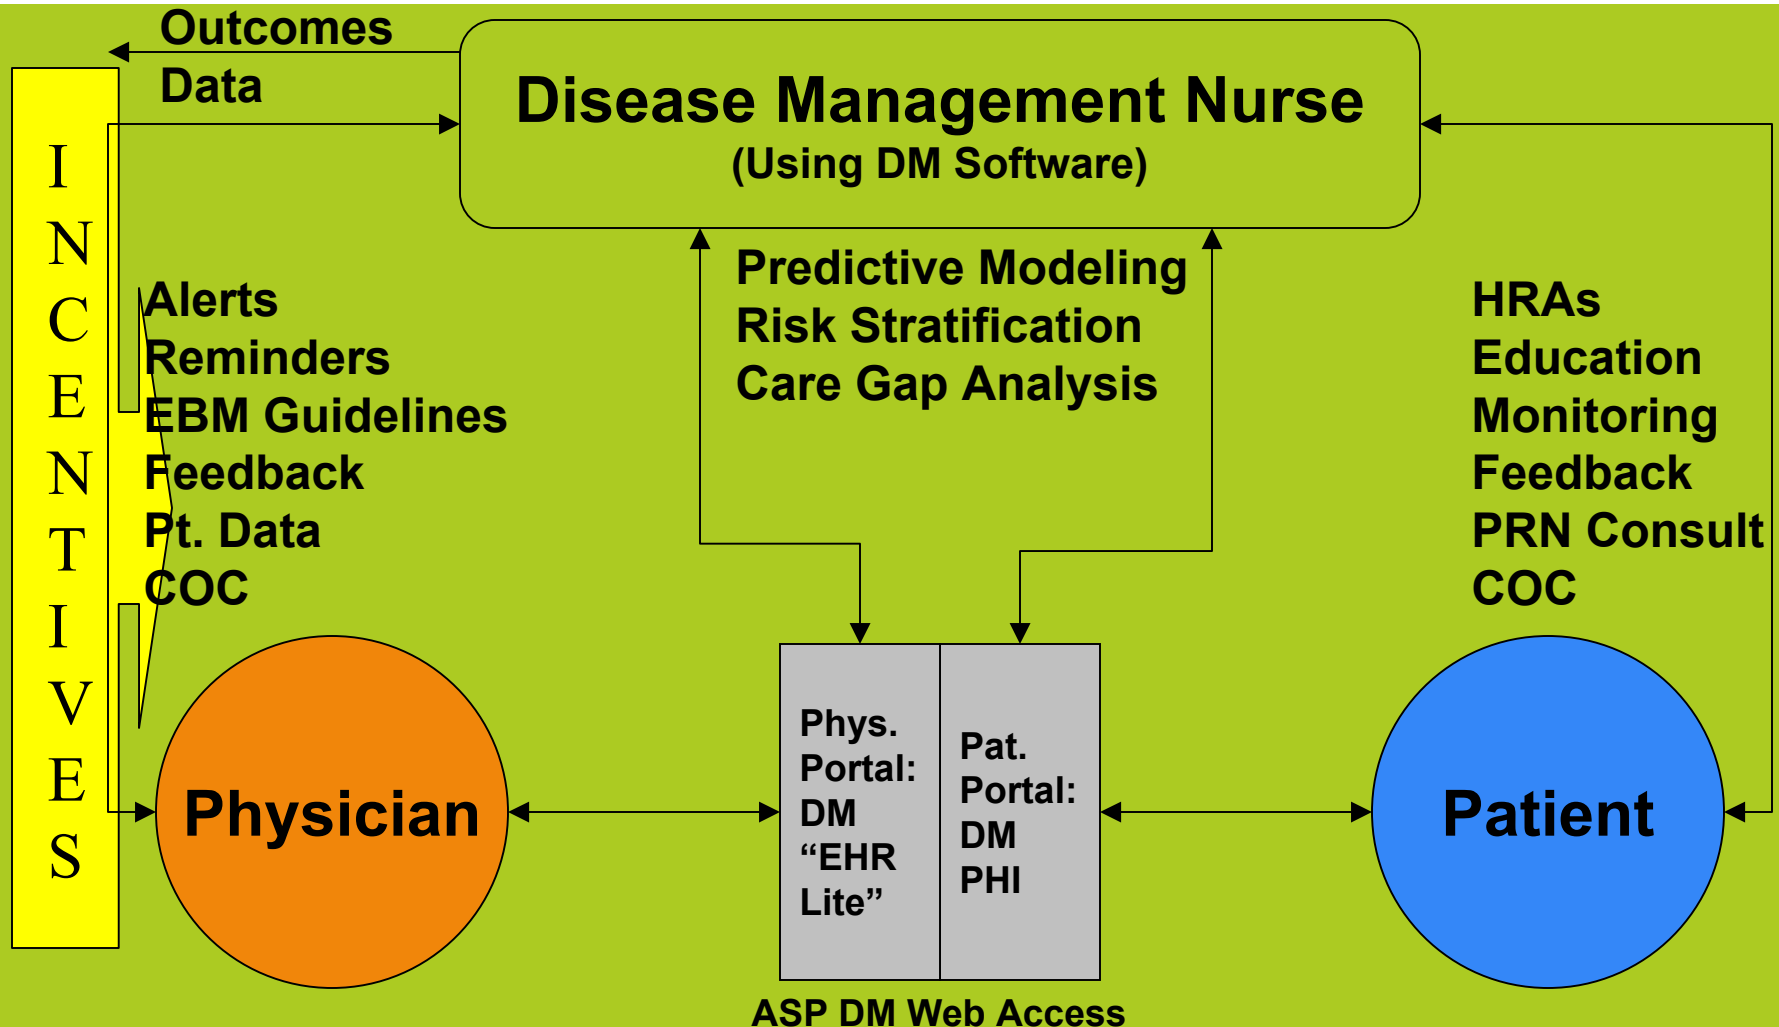 Outcomes
Data
Disease Management Nurse
(Using DM Software)
INCENTIVES
Alerts
Reminders
EBM Guidelines
Feedback
Pt. Data
COC
Predictive Modeling
Risk Stratification
Care Gap Analysis
HRAs
Education
Monitoring
Feedback
PRN Consult
COC
Physician
Phys.
Portal:
DM
“EHR
Lite”
Pat.
Portal:
DM
PHI
Patient
ASP DM Web Access